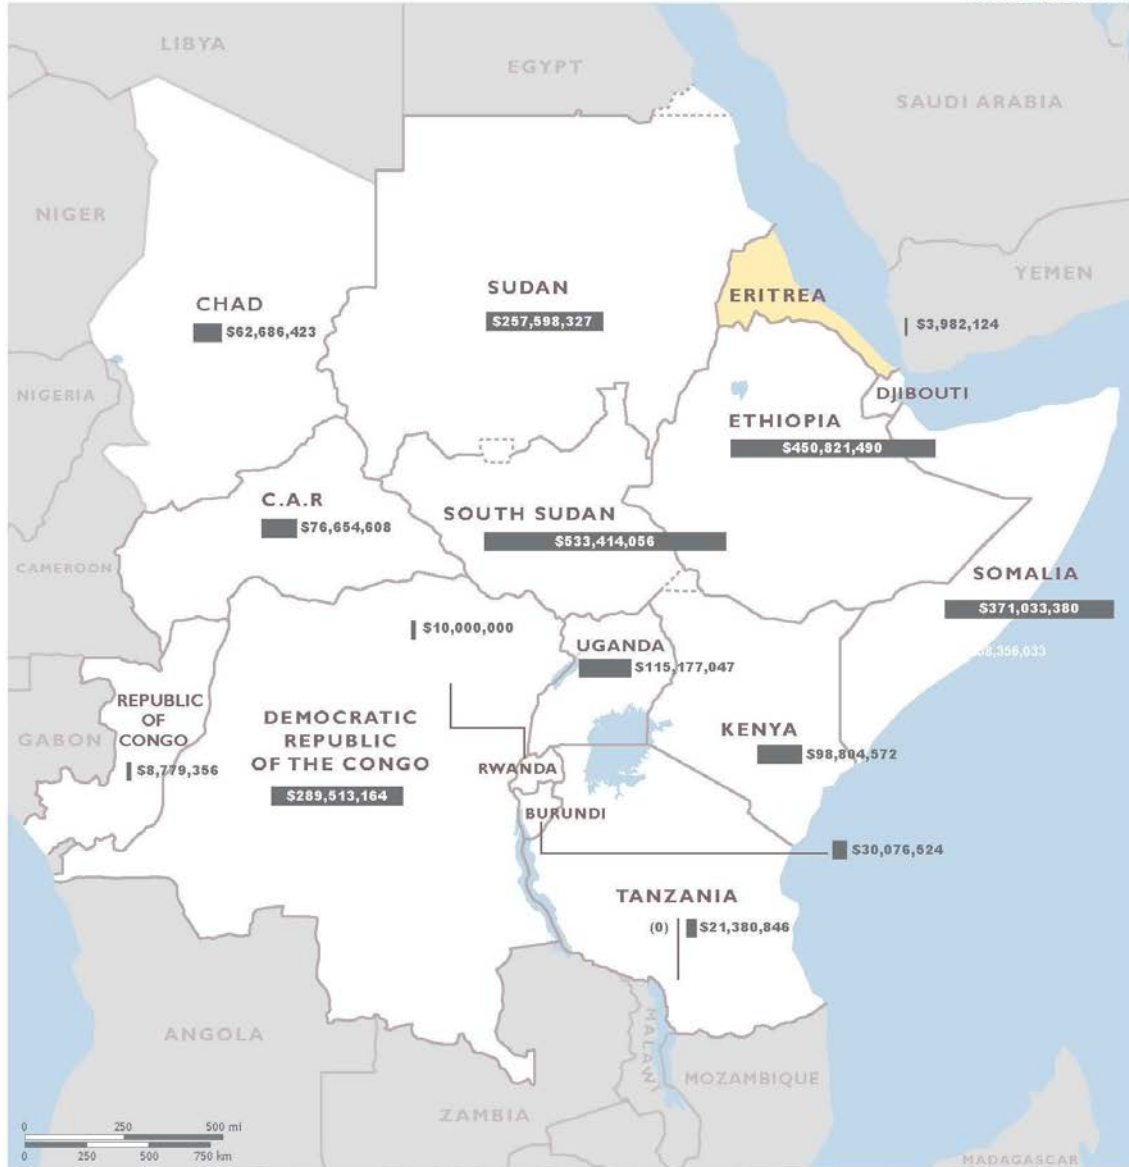 LIBYA
EGYPT
SAUDI ARABIA
NIGER
YEMEN
CHAD
$62,686,423
SUDAN
$257,598,327
ERITREA
$3,982,124
DJIBOUTI
NIGERIA
ETHIOPIA
$450,821,490
C.A.R
$76,654,608
SOUTH SUDAN
$533,414,056
CAMEROON
SOMALIA
$371,033,380
$10,000,000
UGANDA
$115,177,047
REPUBLIC
OF
CONGO
$8,779,356
GABON
DEMOCRATIC
REPUBLIC
OF THE CONGO
$289,513,164
KENYA
$98,804,572
RWANDA
BURUNDI
$30,076,524
TANZANIA
(0)
$21,380,846
ANGOLA
MALAWI
MOZAMBIQUE
ZAMBIA
MADAGASCAR
0 250 500 mi
0 250 500 750 km